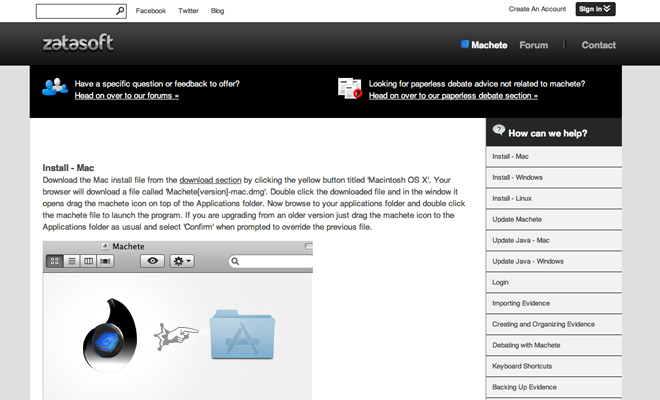 Facebook Twitter Blog Create An Account Sign In
zatasoft Machete Forum Contact
Have a specific question or feedback to offer?
Head on over to our forums »
Looking for paperless debate advice not related to machete?
Head on over to our paperless debate section »
How can we help?
Install - Mac
Install - Windows
Install - Linux
Update Machete
Update Java - Mac
Update Java - Windows
Login
Importing Evidence
Creating and Organizing Evidence
Debating with Machete
Keyboard Shortcuts
Backing Up Evidence
Install - Mac
Download the Mac install file from the download section by clicking the yellow button titled 'Macintosh OS X'. Your
browser will download a file called 'Machete[version]-mac.dmg'. Double click the downloaded file and in the window it
opens drag the machete icon on top of the Applications folder. Now browse to your applications folder and double click
the machete file to launch the program. If you are upgrading from an older version just drag the machete icon to the
Applications folder as usual and select 'Confirm' when prompted to override the previous file.
Machete